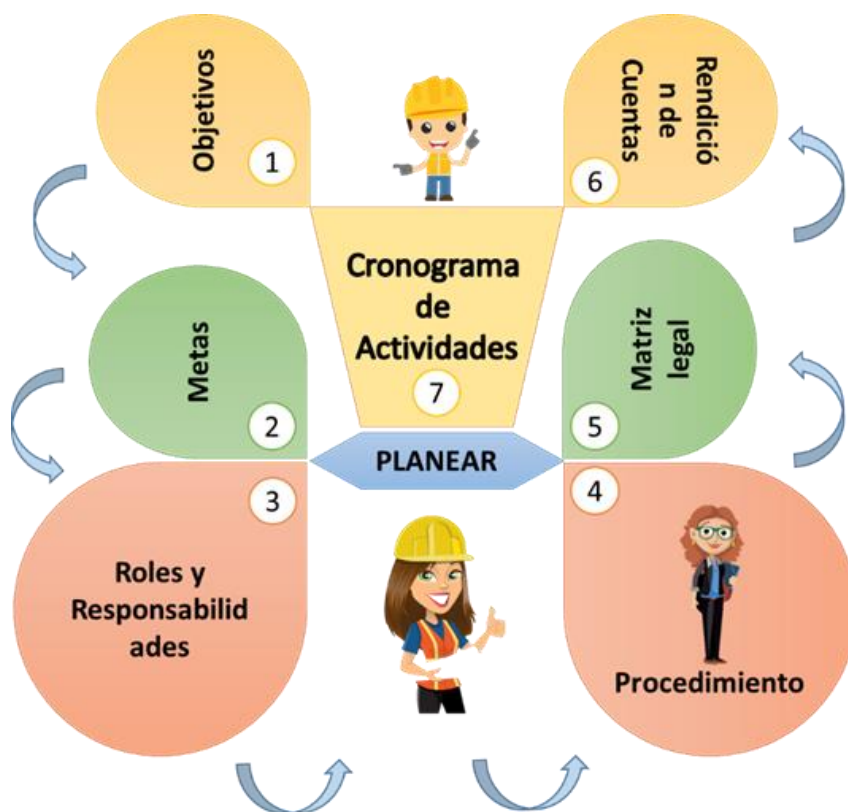 Objetivos
1
Metas
2
3
Roles y
Responsabilid
ades
4
Procedimiento
5
Matriz
legal
6
Rendició
n de
Cuentas
Cronograma
de
Actividades
7
PLANEAR